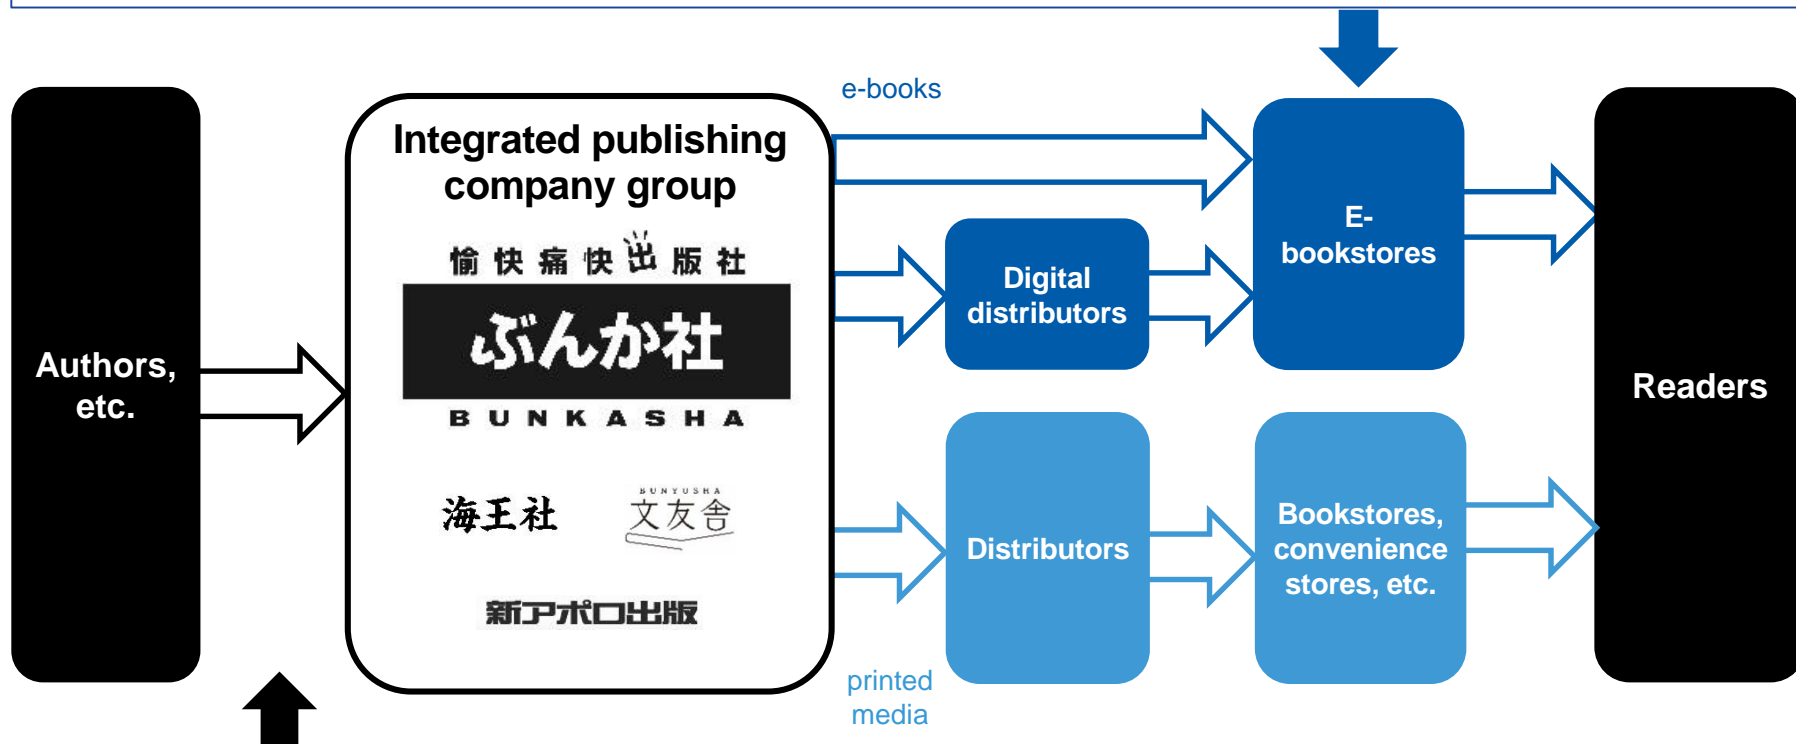 e-books
Authors,
etc.
Integrated publishing
company group
愉快痛快出版社
ぶんか社
BUNKASHA
海王社
BUNYUSHA
文友舎
新アポロ出版
Digital
distributors
E-
bookstores
Distributors
Bookstores,
convenience
stores, etc.
Readers
printed
media